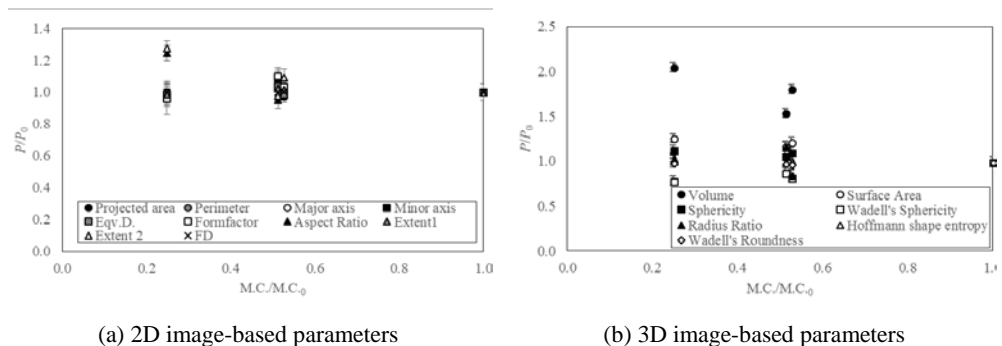 1.4
1.2
1.0
0.8
0.6
0.4
0.2
0.0
P/P0
Projected area Perimeter Major axis Minor axis
Eqv.D. Formfactor Aspect Ratio Extent1
Extent 2 FD
0.0 0.2 0.4 0.6 0.8 1.0
M.C./M.C.0
(a) 2D image-based parameters
2.5
2.0
1.5
1.0
0.5
0.0
P/P0
Volume Surface Area
Sphericity Wadell's Sphericity
Radius Ratio Hoffmann shape entropy
Wadell's Roundness
0.0 0.2 0.4 0.6 0.8 1.0
M.C./M.C.0
(b) 3D image-based parameters